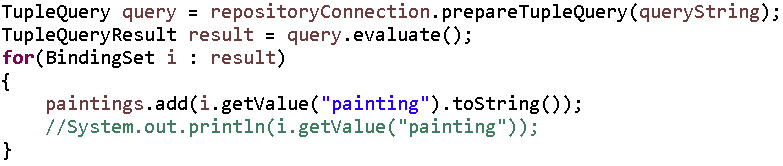 TupleQuery query = repositoryConnection.prepareTupleQuery(queryString);
TupleQueryResult result = query.evaluate();
for(BindingSet i : result)
{
    paintings.add(i.getValue("painting").toString());
    //System.out.println(i.getValue("painting"));
}